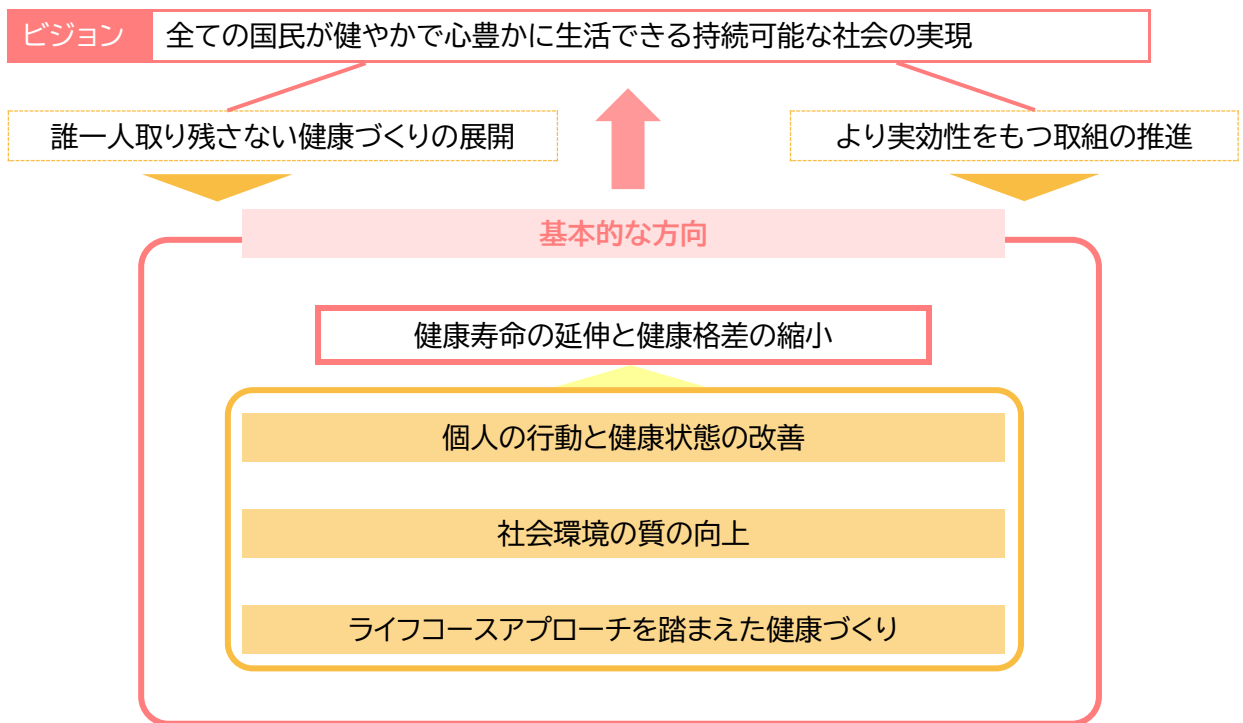 ビジョン 全ての国民が健やかで心豊かに生活できる持続可能な社会の実現
誰一人取り残さない健康づくりの展開
より実効性をもつ取組の推進
基本的な方向
健康寿命の延伸と健康格差の縮小
個人の行動と健康状態の改善
社会環境の質の向上
ライフコースアプローチを踏まえた健康づくり